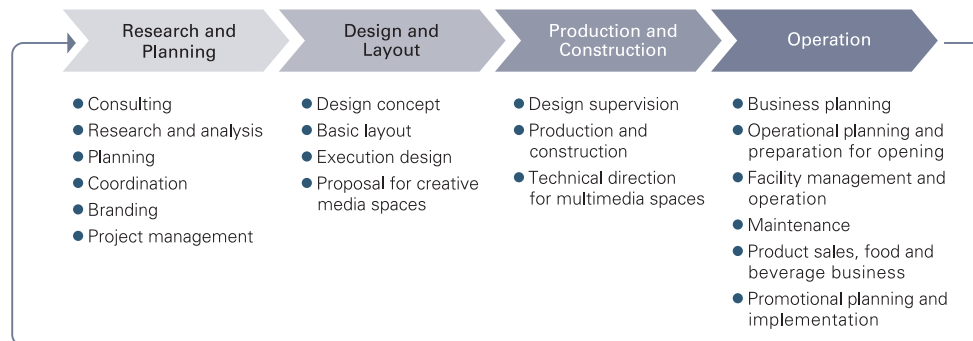 Research and
Planning
Design and
Layout
Production and
Construction
Operation
● Consulting
● Research and analysis
● Planning
● Coordination
● Branding
● Project management
● Design concept
● Basic layout
● Execution design
● Proposal for creative
media spaces
● Design supervision
● Production and
construction
● Technical direction
for multimedia spaces
● Business planning
● Operational planning and
preparation for opening
● Facility management and
operation
● Maintenance
● Product sales, food and
beverage business
● Promotional planning and
implementation